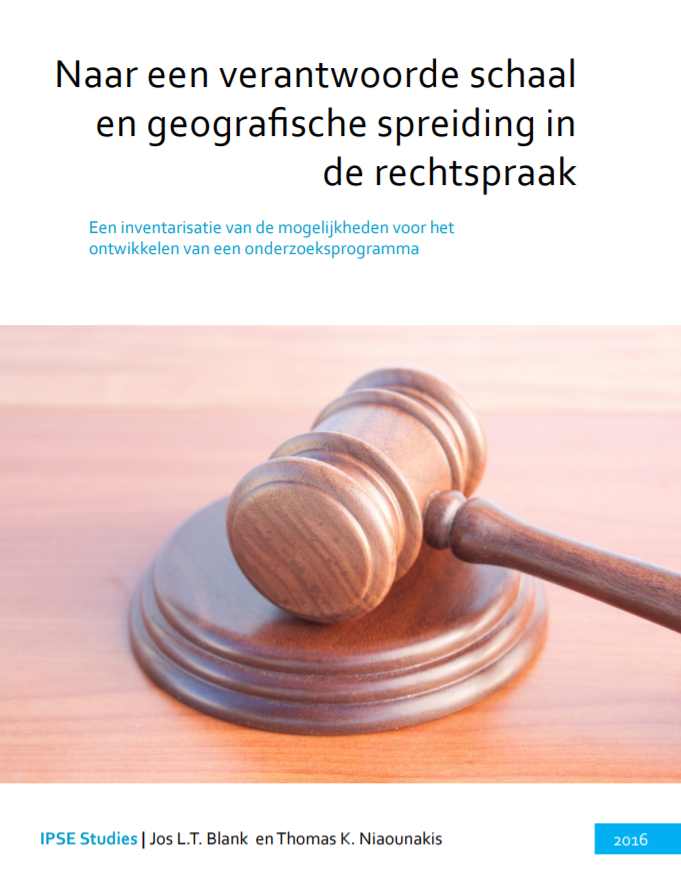 Naar een verantwoorde schaal
en geografische spreiding in
de rechtspraak
Een inventarisatie van de mogelijkheden voor het
ontwikkelen van een onderzoeksprogramma
IPSE Studies | Jos L.T. Blank en Thomas K. Niaounakis
2016